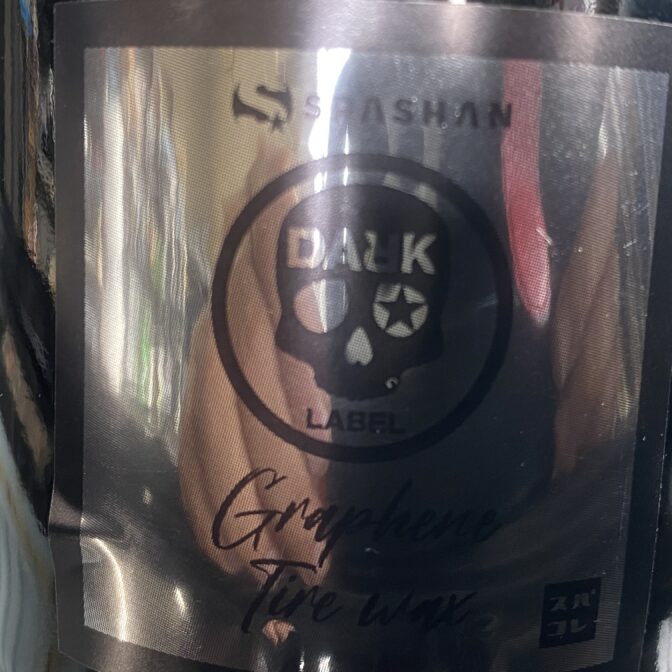 SPASHAN
DARK
LABEL
Graphene
Tire wax
スパ
コレ